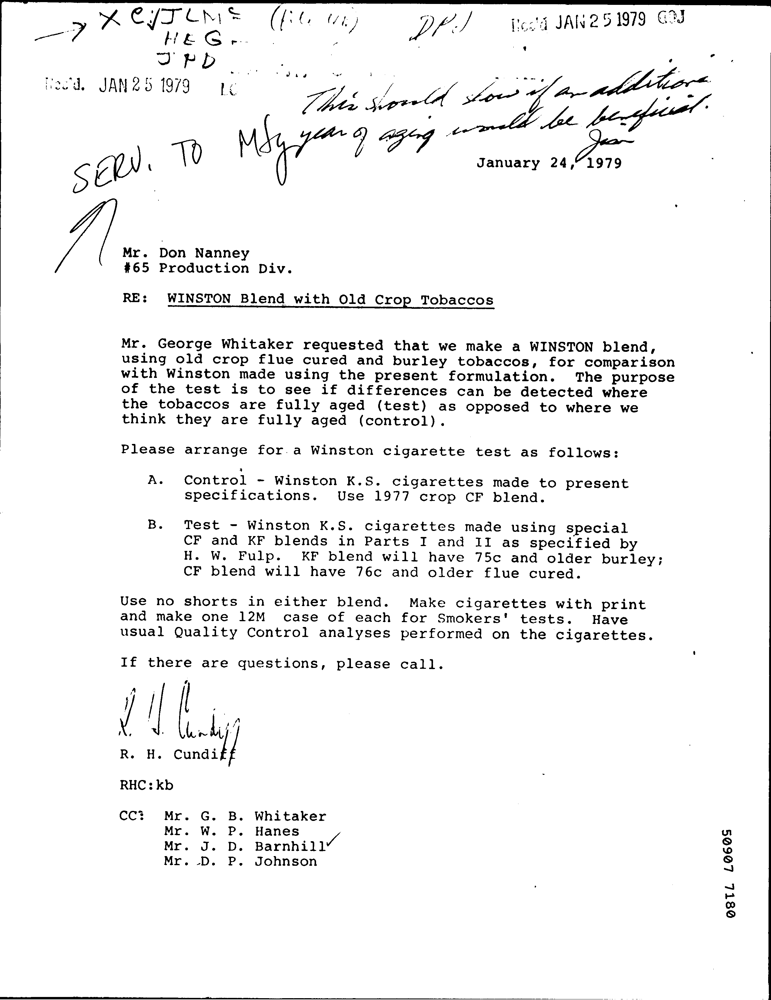 HEG
JPD
Rec'd JAN 25 1979 GOJ
Rec'd. JAN 25 1979
This should show if an additional
year of aging would be beneficial.
SERV. TO
January 24, 1979
Mr. Don Nanney
#65 Production Div.
RE: WINSTON Blend with Old Crop Tobaccos
Mr. George Whitaker requested that we make a WINSTON blend,
using old crop flue cured and burley tobaccos, for comparison
with Winston made using the present formulation. The purpose
of the test is to see if differences can be detected where
the tobaccos are fully aged (test) as opposed to where we
think they are fully aged (control).
Please arrange for a Winston cigarette test as follows:
A. Control - Winston K.S. cigarettes made to present
specifications. Use 1977 crop CF blend.
B. Test - Winston K.S. cigarettes made using special
CF and KF blends in Parts I and II as specified by
H. W. Fulp. KF blend will have 75c and older burley;
CF blend will have 76c and older flue cured.
Use no shorts in either blend. Make cigarettes with print
and make one 12M case of each for Smokers' tests. Have
usual Quality Control analyses performed on the cigarettes.
If there are questions, please call.
R. H. Cundiff
R. H. Cundiff
RHC:kb
CC: Mr. G. B. Whitaker
Mr. W. P. Hanes
Mr. J. D. Barnhill
Mr. D. P. Johnson
50907 7180